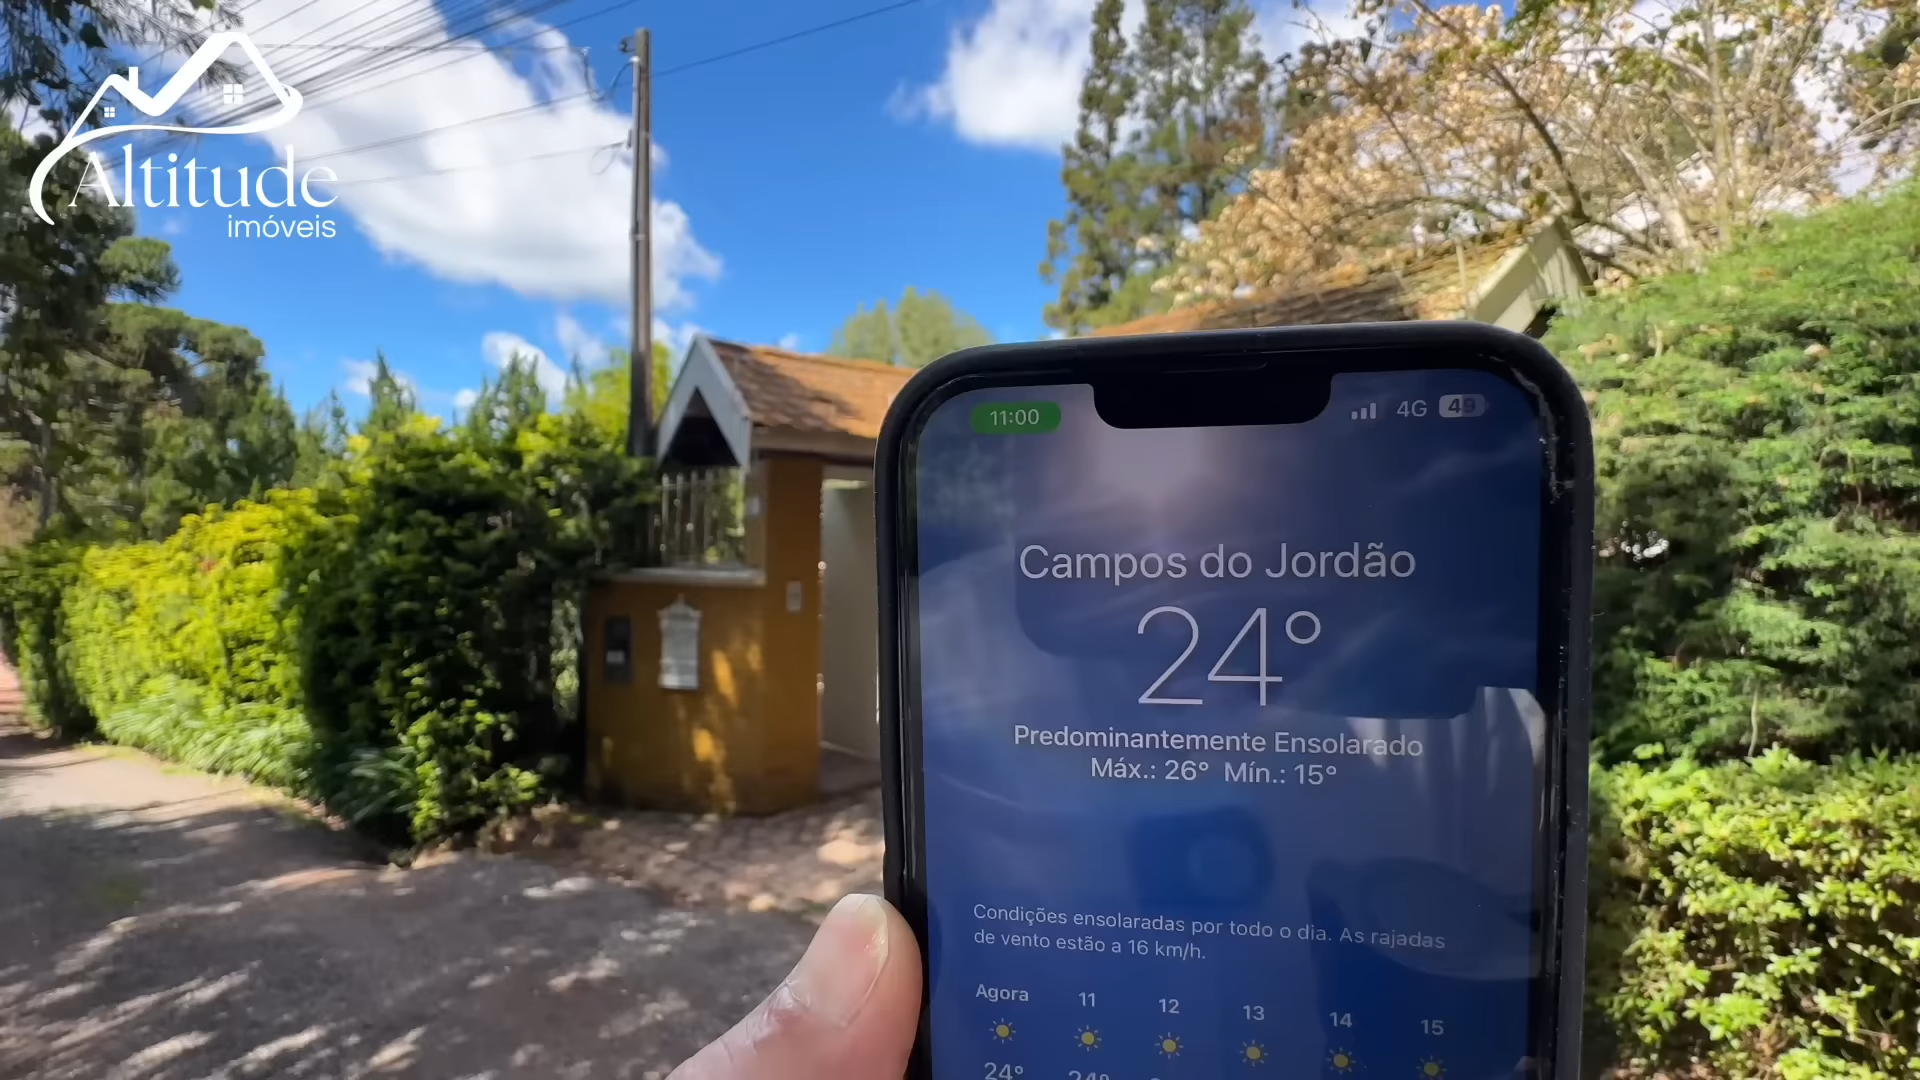 Altitude
imóveis
11:00
4G 49
Campos do Jordão
24°
Predominantemente Ensolarado
Máx.: 26° Mín.: 15°
Condições ensolaradas por todo o dia. As rajadas
de vento estão a 16 km/h.
Agora 11 12 13 14 15
24° 24°